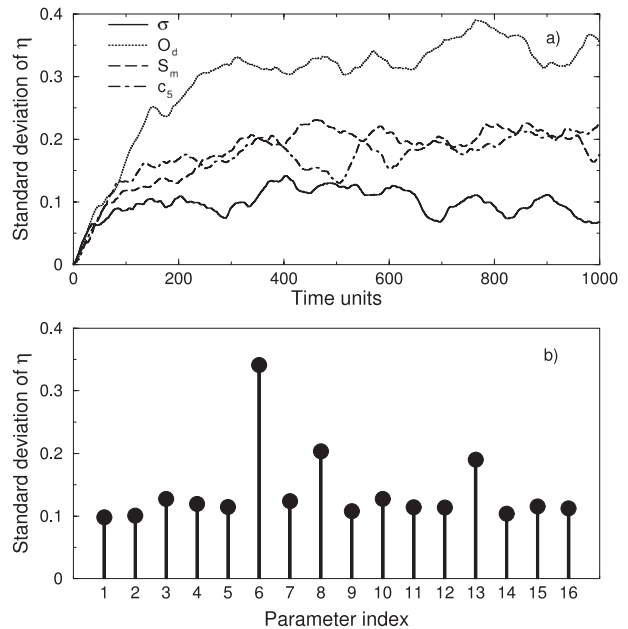 0.4
0.3
0.2
0.1
0
Standard deviation of η
σ
O_d
S_m
c_5
a)
0 200 400 600 800 1000
Time units
0.4
0.3
0.2
0.1
0
Standard deviation of η
b)
1 2 3 4 5 6 7 8 9 10 11 12 13 14 15 16
Parameter index